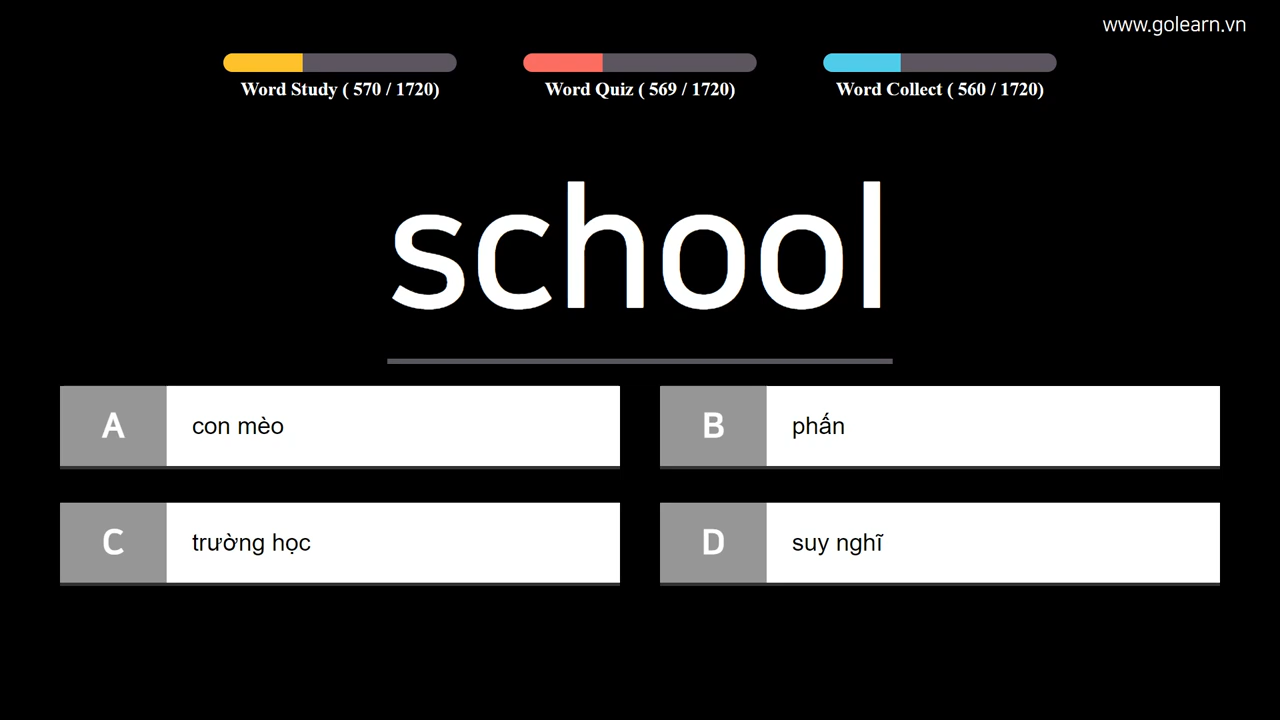 www.golearn.vn
Word Study ( 570 / 1720)
Word Quiz ( 569 / 1720)
Word Collect ( 560 / 1720)
school
A
con mèo
B
phấn
C
trường học
D
suy nghĩ